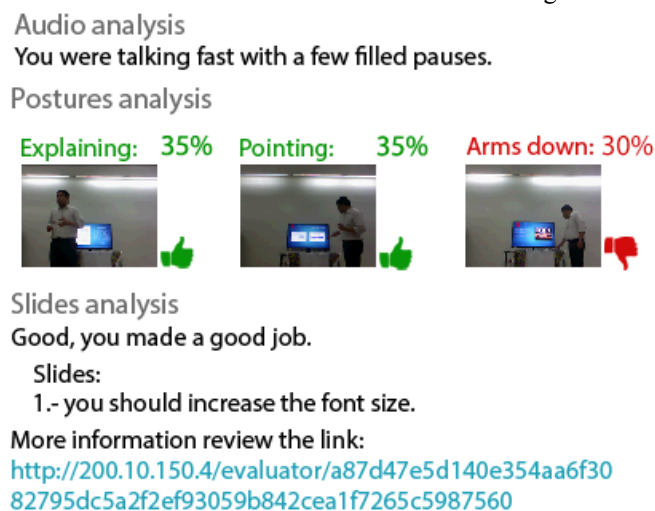 Audio analysis
You were talking fast with a few filled pauses.
Postures analysis
Explaining: 35% Pointing: 35% Arms down: 30%
Slides analysis
Good, you made a good job.
Slides:
1.- you should increase the font size.
More information review the link:
http://200.10.150.4/evaluator/a87d47e5d140e354aa6f30
82795dc5a2f2ef93059b842cea1f7265c5987560